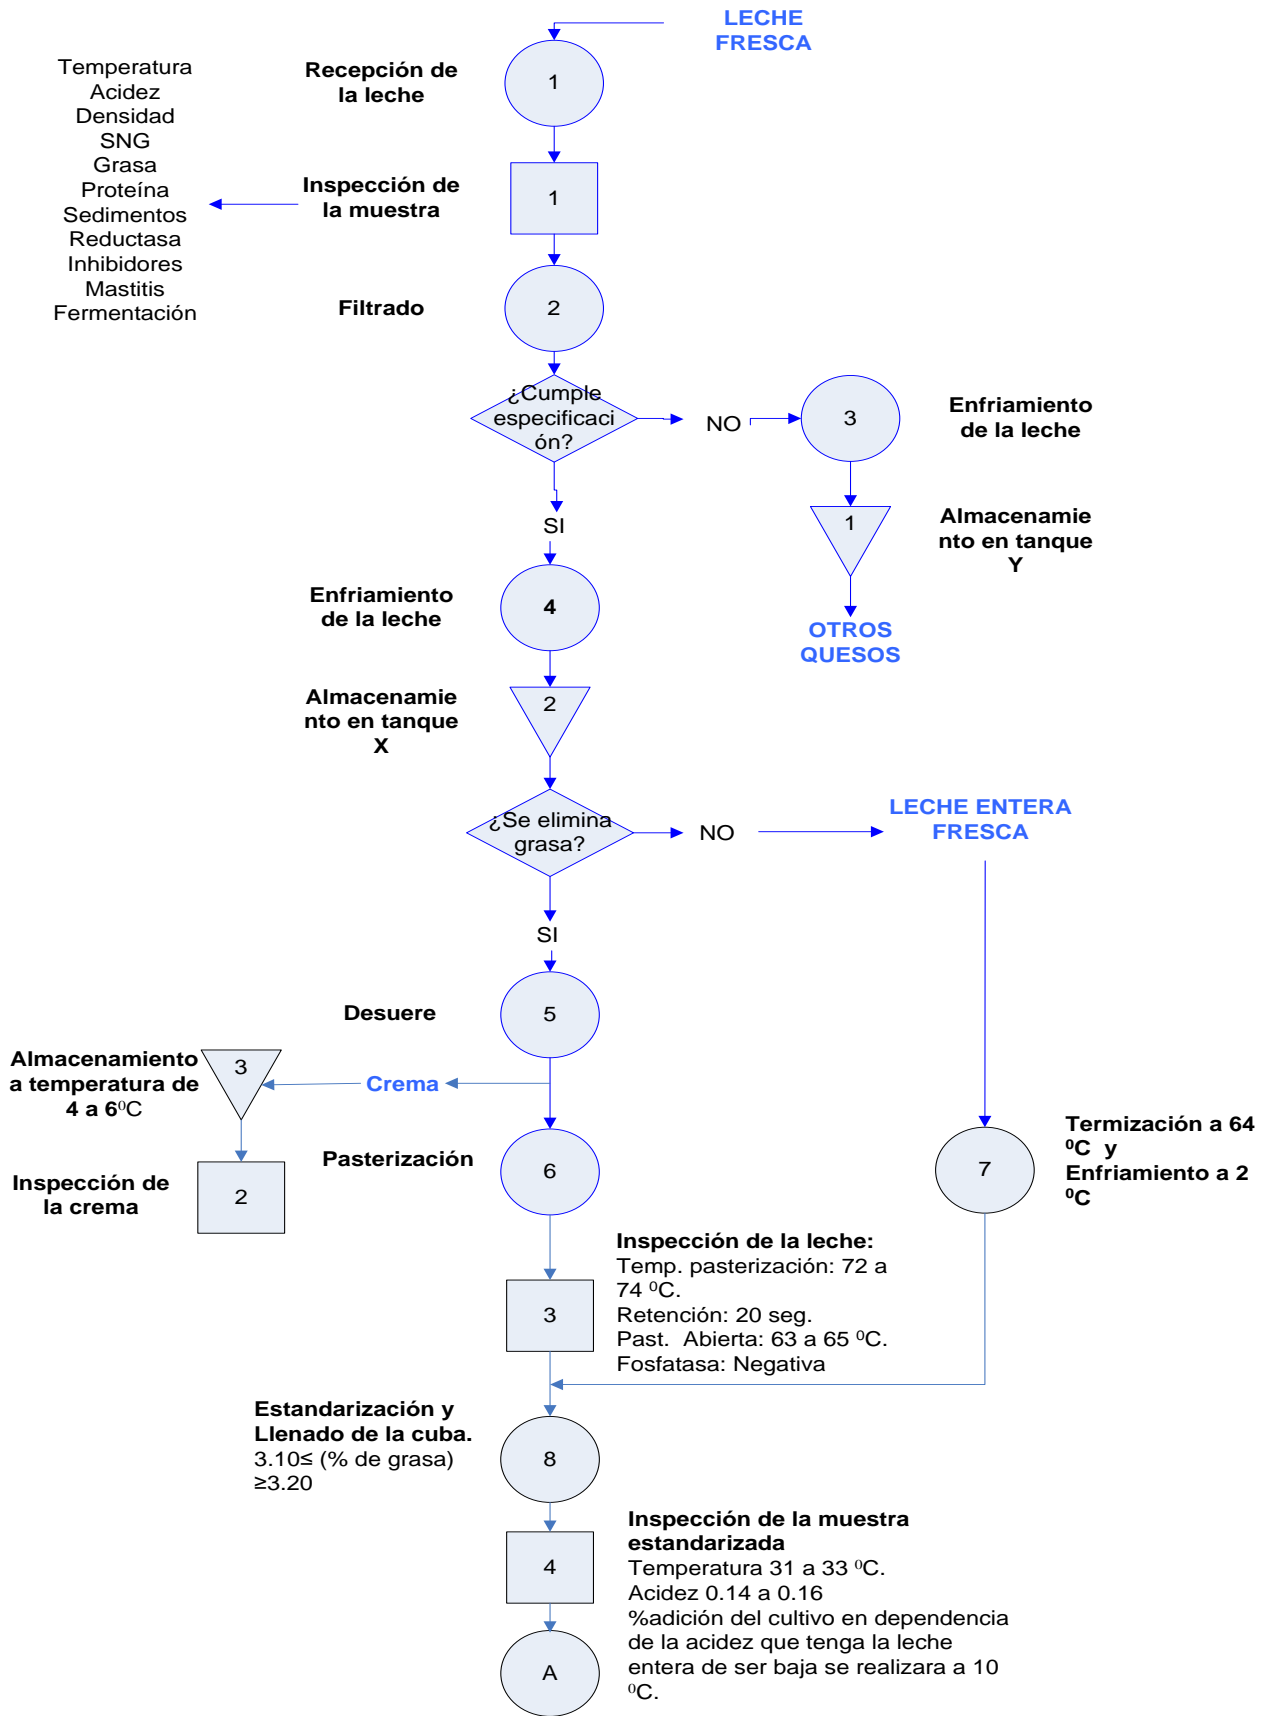 LECHE
FRESCA
Recepción de
la leche
1
Temperatura
Acidez
Densidad
SNG
Grasa
Proteína
Sedimentos
Reductasa
Inhibidores
Mastitis
Fermentación
Inspección de
la muestra
1
Filtrado
2
¿Cumple
especificaci
ón?
NO
3
Enfriamiento
de la leche
1
Almacenamie
nto en tanque
Y
OTROS
QUESOS
SI
Enfriamiento
de la leche
4
Almacenamie
nto en tanque
X
2
¿Se elimina
grasa?
NO
LECHE ENTERA
FRESCA
SI
Desuere
5
Almacenamiento
a temperatura de
4 a 6⁰C
3
Crema
Inspección de
la crema
2
Pasterización
6
7
Termización a 64
⁰C y
Enfriamiento a 2
⁰C
Inspección de la leche:
Temp. pasterización: 72 a
74 ⁰C.
Retención: 20 seg.
Past. Abierta: 63 a 65 ⁰C.
Fosfatasa: Negativa
3
Estandarización y
Llenado de la cuba.
3.10≤ (% de grasa)
≥3.20
8
Inspección de la muestra
estandarizada
Temperatura 31 a 33 ⁰C.
Acidez 0.14 a 0.16
%adición del cultivo en dependencia
de la acidez que tenga la leche
entera de ser baja se realizara a 10
⁰C.
4
A